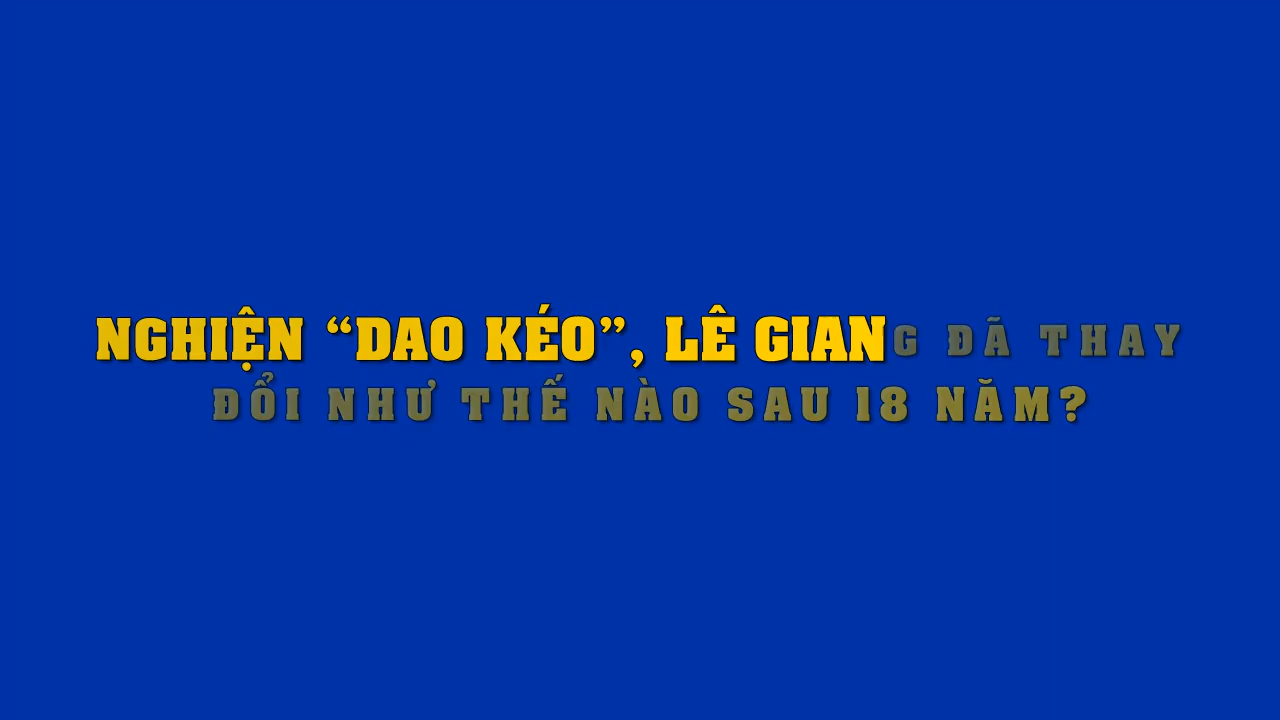 NGHIỆN “DAO KÉO”, LÊ GIANG ĐÃ THAY
ĐỔI NHƯ THẾ NÀO SAU 18 NĂM?